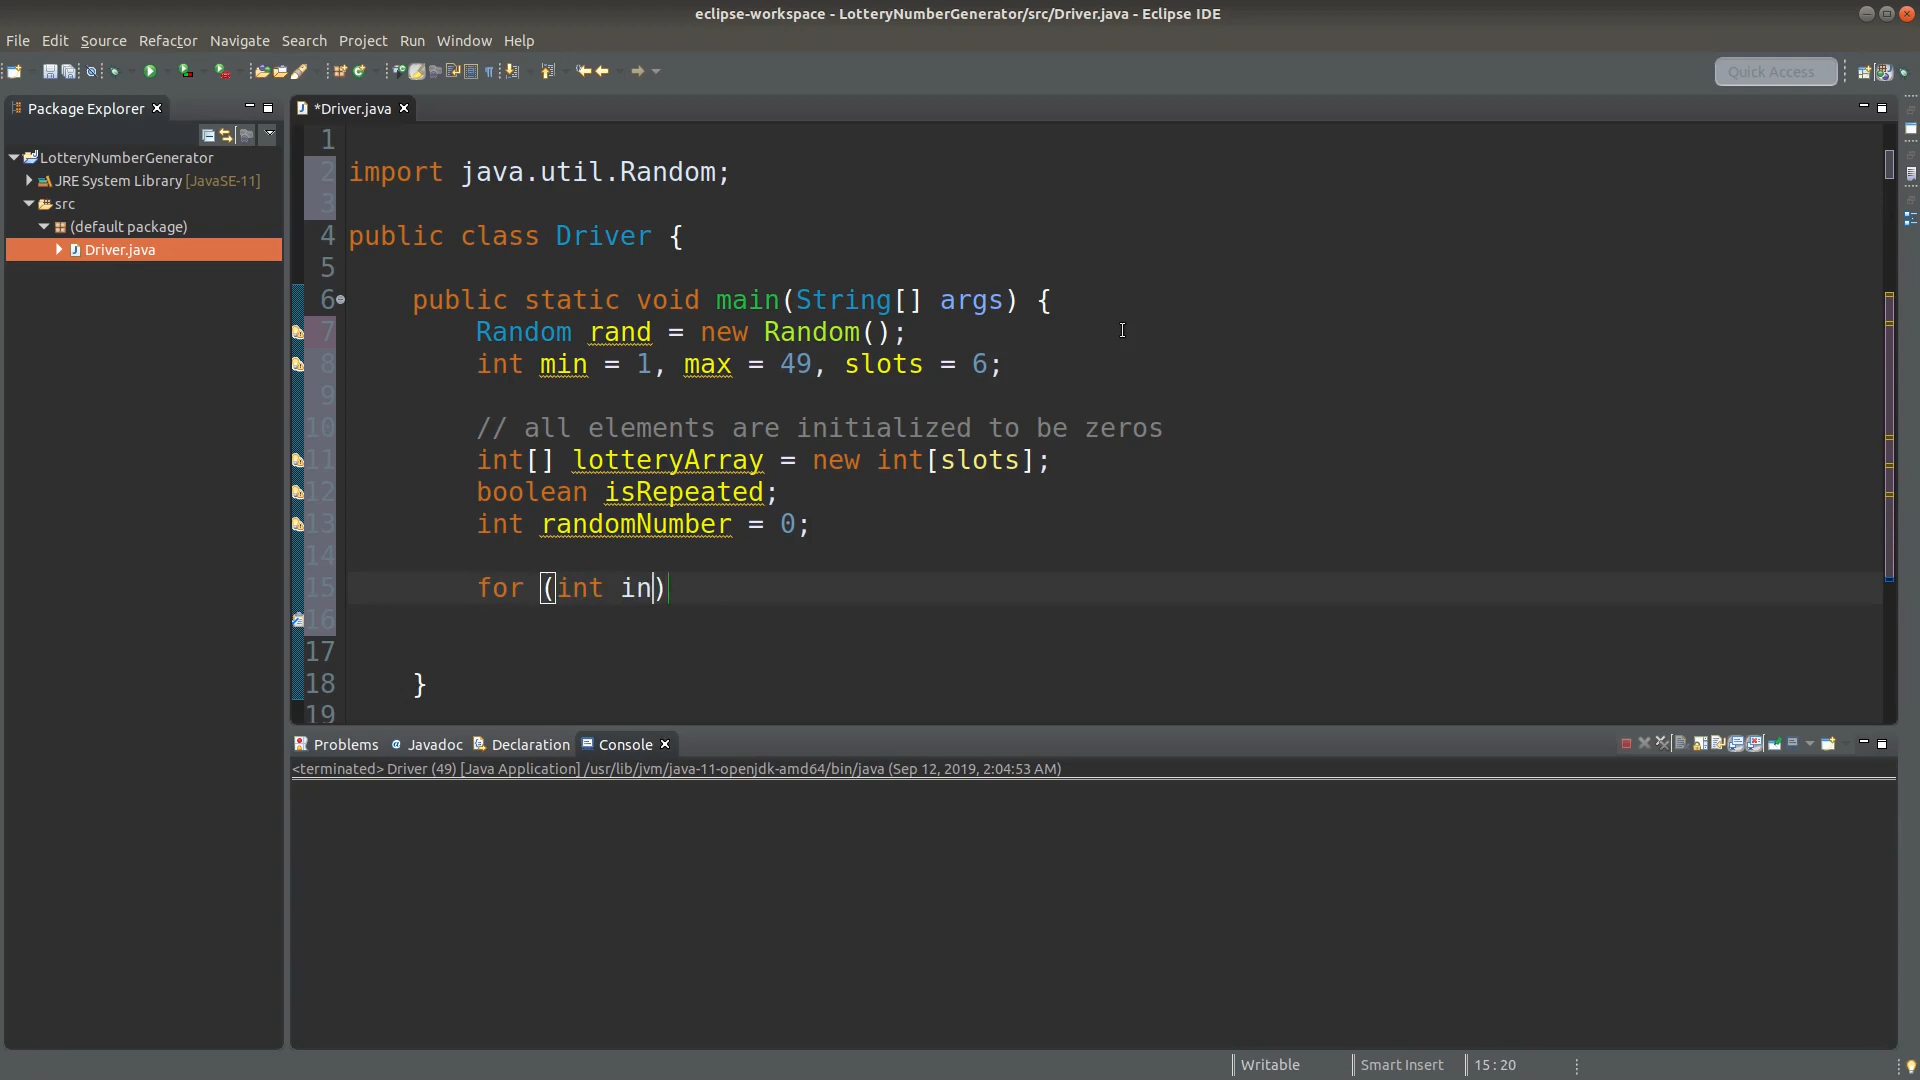 eclipse-workspace - LotteryNumberGenerator/src/Driver.java - Eclipse IDE
File Edit Source Refactor Navigate Search Project Run Window Help
Quick Access
Package Explorer
*Driver.java
LotteryNumberGenerator
JRE System Library [JavaSE-11]
src
(default package)
Driver.java
1
2 import java.util.Random;
3
4 public class Driver {
5
6 public static void main(String[] args) {
7 Random rand = new Random();
8 int min = 1, max = 49, slots = 6;
9
10 // all elements are initialized to be zeros
11 int[] lotteryArray = new int[slots];
12 boolean isRepeated;
13 int randomNumber = 0;
14
15 for (int in)
16
17
18 }
19
Problems Javadoc Declaration Console
<terminated> Driver (49) [Java Application] /usr/lib/jvm/java-11-openjdk-amd64/bin/java (Sep 12, 2019, 2:04:53 AM)
Writable Smart Insert 15 : 20